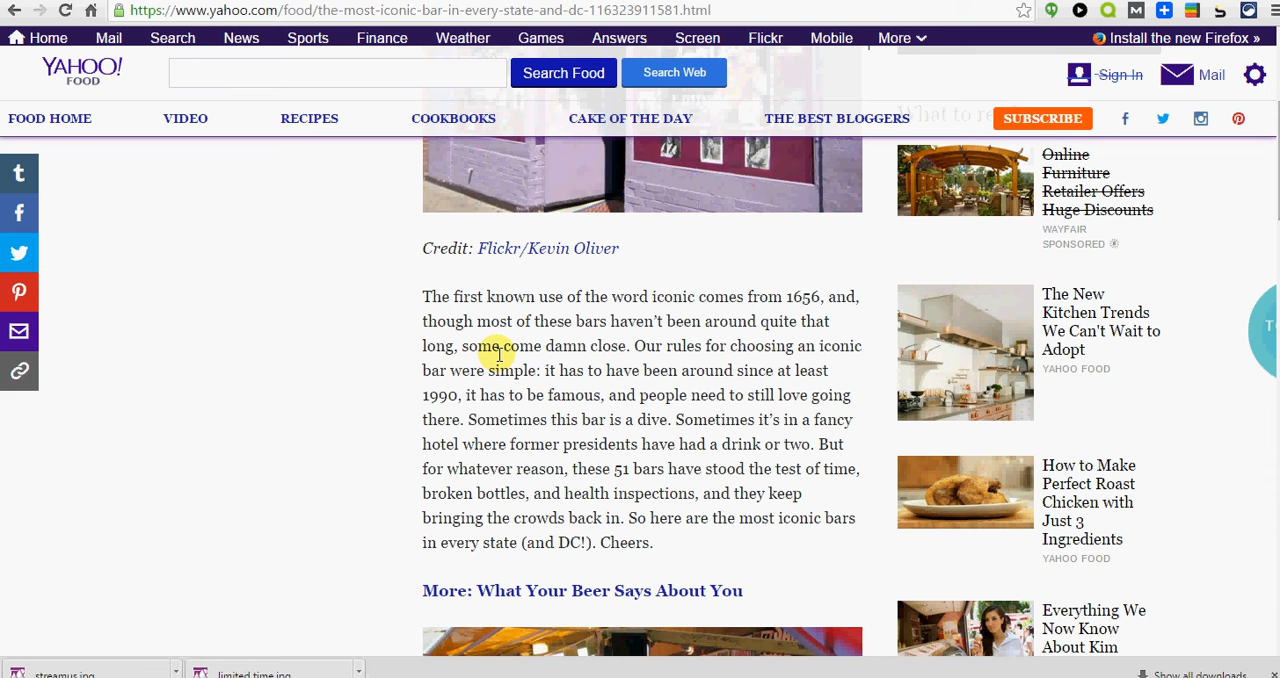 https://www.yahoo.com/food/the-most-iconic-bar-in-every-state-and-dc-116323911581.html
Home Mail Search News Sports Finance Weather Games Answers Screen Flickr Mobile More Install the new Firefox »
YAHOO!
FOOD
Search Food Search Web Sign In Mail
FOOD HOME VIDEO RECIPES COOKBOOKS CAKE OF THE DAY THE BEST BLOGGERS SUBSCRIBE
What to
Online
Furniture
Retailer Offers
Huge Discounts
WAYFAIR
SPONSORED
Credit: Flickr/Kevin Oliver
The first known use of the word iconic comes from 1656, and,
though most of these bars haven't been around quite that
long, some come damn close. Our rules for choosing an iconic
bar were simple: it has to have been around since at least
1990, it has to be famous, and people need to still love going
there. Sometimes this bar is a dive. Sometimes it's in a fancy
hotel where former presidents have had a drink or two. But
for whatever reason, these 51 bars have stood the test of time,
broken bottles, and health inspections, and they keep
bringing the crowds back in. So here are the most iconic bars
in every state (and DC!). Cheers.
More: What Your Beer Says About You
The New
Kitchen Trends
We Can't Wait to
Adopt
YAHOO FOOD
How to Make
Perfect Roast
Chicken with
Just 3
Ingredients
YAHOO FOOD
Everything We
Now Know
About Kim
streamus.jpg limited time.jpg Show all downloads